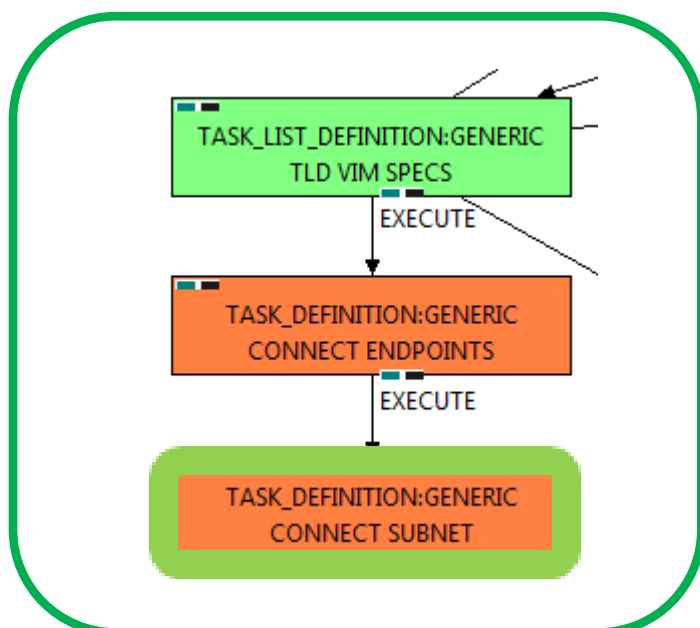 TASK_LIST_DEFINITION:GENERIC
TLD VIM SPECS
EXECUTE
TASK_DEFINITION:GENERIC
CONNECT ENDPOINTS
EXECUTE
TASK_DEFINITION:GENERIC
CONNECT SUBNET